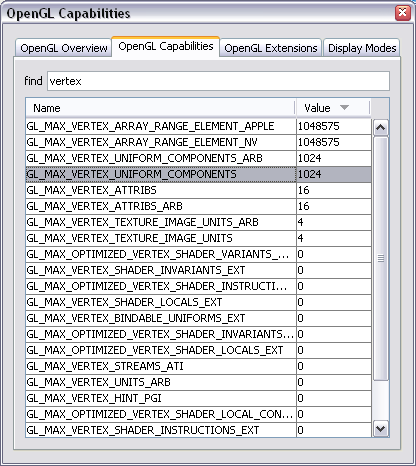 OpenGL Capabilities
OpenGL Overview OpenGL Capabilities OpenGL Extensions Display Modes
find vertex
Name Value
GL_MAX_VERTEX_ARRAY_RANGE_ELEMENT_APPLE 1048575
GL_MAX_VERTEX_ARRAY_RANGE_ELEMENT_NV 1048575
GL_MAX_VERTEX_UNIFORM_COMPONENTS_ARB 1024
GL_MAX_VERTEX_UNIFORM_COMPONENTS 1024
GL_MAX_VERTEX_ATTRIBS 16
GL_MAX_VERTEX_ATTRIBS_ARB 16
GL_MAX_VERTEX_TEXTURE_IMAGE_UNITS_ARB 4
GL_MAX_VERTEX_TEXTURE_IMAGE_UNITS 4
GL_MAX_OPTIMIZED_VERTEX_SHADER_VARIANTS_... 0
GL_MAX_VERTEX_SHADER_INVARIANTS_EXT 0
GL_MAX_OPTIMIZED_VERTEX_SHADER_INSTRUCTI... 0
GL_MAX_VERTEX_SHADER_LOCALS_EXT 0
GL_MAX_VERTEX_BINDABLE_UNIFORMS_EXT 0
GL_MAX_OPTIMIZED_VERTEX_SHADER_INVARIANTS... 0
GL_MAX_OPTIMIZED_VERTEX_SHADER_LOCALS_EXT 0
GL_MAX_VERTEX_STREAMS_ATI 0
GL_MAX_VERTEX_UNITS_ARB 0
GL_MAX_VERTEX_HINT_PGI 0
GL_MAX_OPTIMIZED_VERTEX_SHADER_LOCAL_CON... 0
GL_MAX_VERTEX_SHADER_INSTRUCTIONS_EXT 0